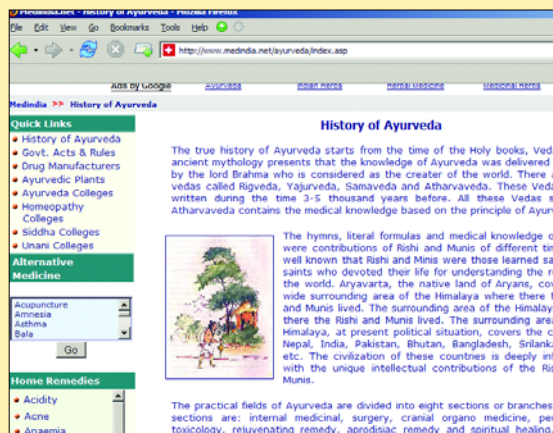 Medindia.net - History of Ayurveda - Mozilla Firefox
File Edit View Go Bookmarks Tools Help
http://www.medindia.net/ayurveda/index.asp
Ads by Google Ayurveda Indian Herbs Herbal Medicine Medicinal Herbs
Medindia >> History of Ayurveda
Quick Links
History of Ayurveda
Govt. Acts & Rules
Drug Manufacturers
Ayurvedic Plants
Ayurveda Colleges
Homeopathy
Colleges
Siddha Colleges
Unani Colleges
Alternative
Medicine
Acupuncture
Amnesia
Asthma
Bala
Go
Home Remedies
Acidity
Acne
Anaemia
History of Ayurveda
The true history of Ayurveda starts from the time of the Holy books, Veda
ancient mythology presents that the knowledge of Ayurveda was delivered
by the lord Brahma who is considered as the creater of the world. There a
vedas called Rigveda, Yajurveda, Samaveda and Atharvaveda. These Veda
written during the time 3-5 thousand years before. All these Vedas s
Atharvaveda contains the medical knowledge based on the principle of Ayur
The hymns, literal formulas and medical knowledge o
were contributions of Rishi and Munis of different tim
well known that Rishi and Minis were those learned sa
saints who devoted their life for understanding the r
the world. Aryavarta, the native land of Aryans, cov
wide surrounding area of the Himalaya where there t
and Munis lived. The surrounding area of the Himalay
there the Rishi and Munis lived. The surrounding area
Himalaya, at present political situation, covers the c
Nepal, India, Pakistan, Bhutan, Bangladesh, Srilanka
etc. The civilization of these countries is deeply inf
with the unique intellectual contributions of the Ris
Munis.
The practical fields of Ayurveda are divided into eight sections or branches
sections are: internal medicinal, surgery, cranial organo medicine, ped
toxicology, rejuvenating remedy, aprodisiac remedy and spiritual healing,